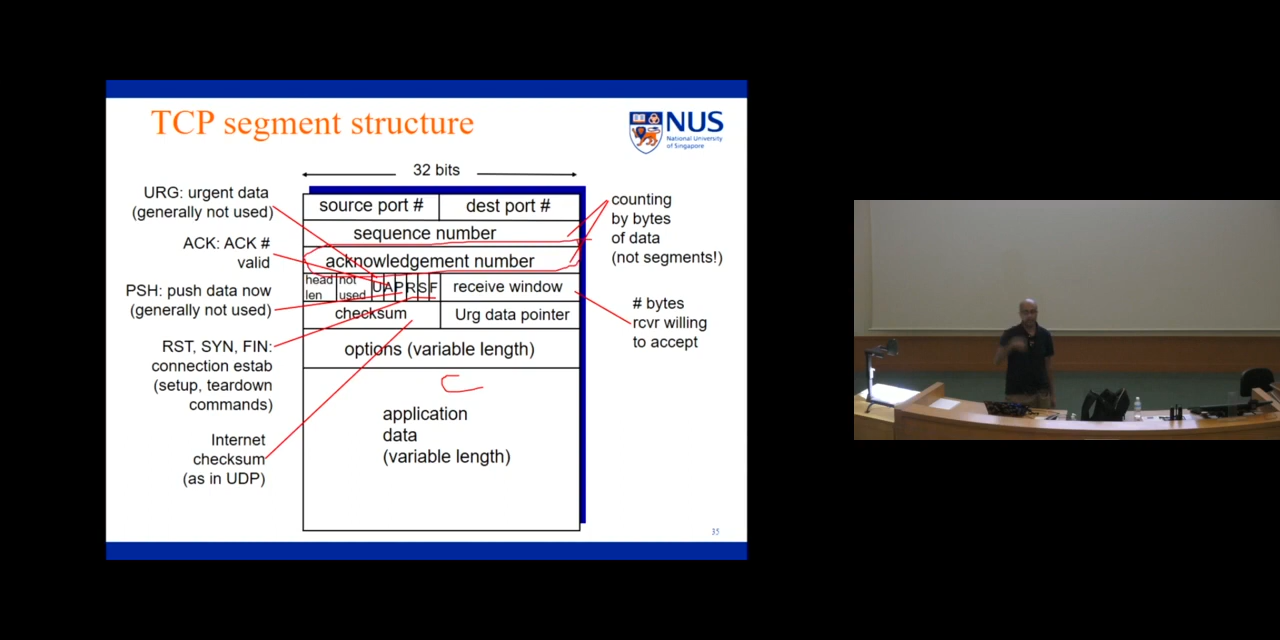 TCP segment structure
NUS
National University
of Singapore
32 bits
URG: urgent data
(generally not used)
ACK: ACK #
valid
PSH: push data now
(generally not used)
RST, SYN, FIN:
connection estab
(setup, teardown
commands)
Internet
checksum
(as in UDP)
source port #
dest port #
sequence number
acknowledgement number
head
len
not
used
U
A
P
R
S
F
receive window
checksum
Urg data pointer
options (variable length)
application
data
(variable length)
counting
by bytes
of data
(not segments!)
# bytes
rcvr willing
to accept
35